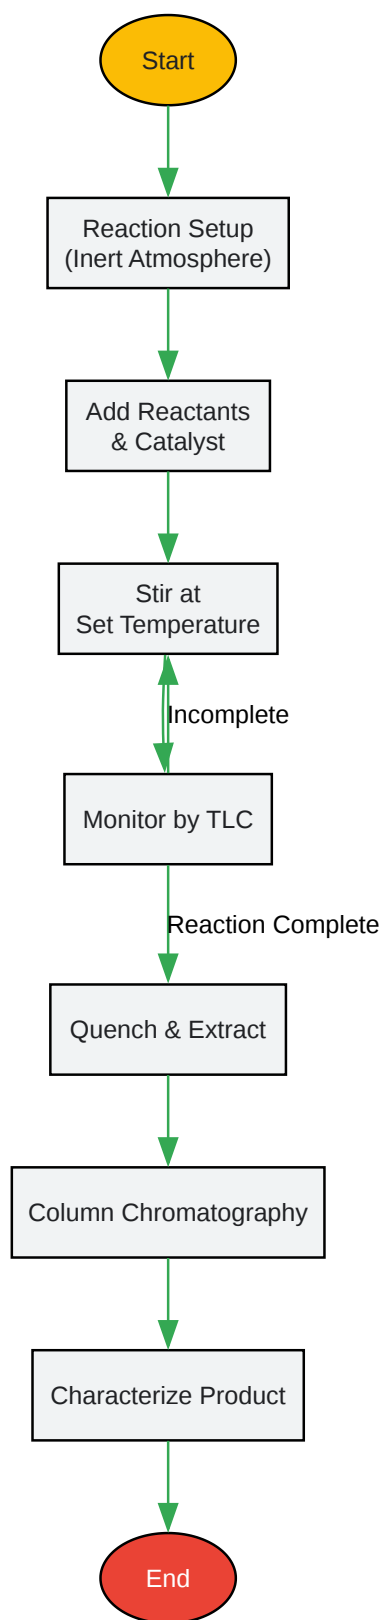 Start
Reaction Setup
(Inert Atmosphere)
Add Reactants
& Catalyst
Stir at
Set Temperature
Incomplete
Monitor by TLC
Reaction Complete
Quench & Extract
Column Chromatography
Characterize Product
End